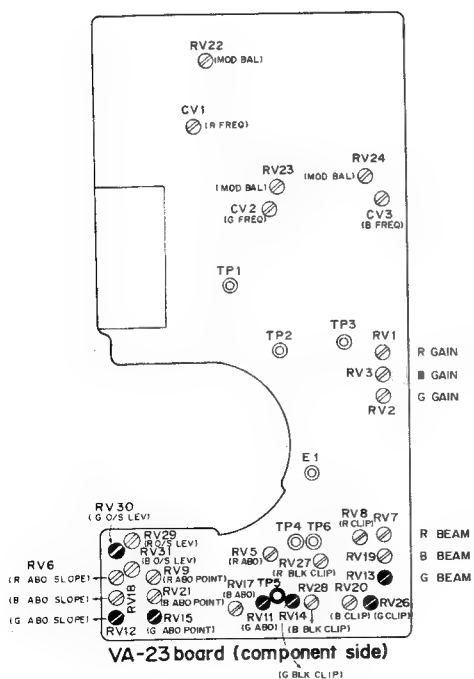 RV22
(MOD BAL)
CV1
(R FREQ)
RV23
(MOD BAL)
RV24
(MOD BAL)
CV2
(G FREQ)
CV3
(B FREQ)
TP1
TP2
TP3
RV1
R GAIN
RV3
B GAIN
RV2
G GAIN
E1
RV30
(G O/S LEV)
RV29
(R O/S LEV)
RV31
(B O/S LEV)
RV6
(R ABO SLOPE)
RV18
(B ABO SLOPE)
(G ABO SLOPE)
RV12
RV9
(R ABO POINT)
RV21
(B ABO POINT)
RV15
(G ABO POINT)
TP4
TP6
RV5
(R ABO)
RV27
(R BLK CLIP)
RV17
(B ABO)
TP5
RV11
(G ABO)
RV14
RV28
(B BLK CLIP)
RV8
(R CLIP)
RV7
R BEAM
RV19
B BEAM
RV13
G BEAM
RV20
(B CLIP)
RV26
(G CLIP)
VA-23 board (component side)
(G BLK CLIP)